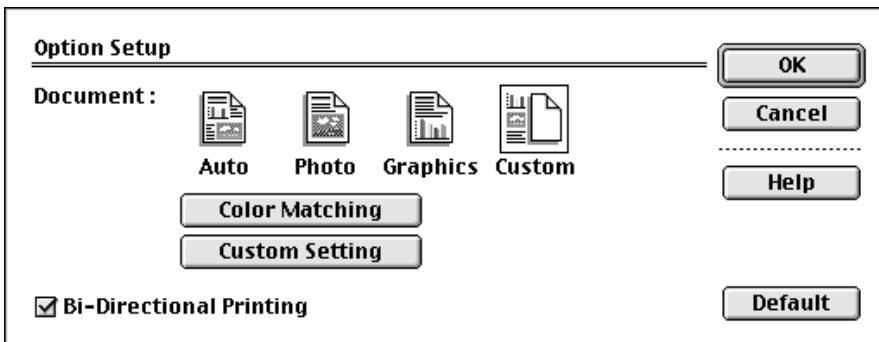 Option Setup
OK
Document:
Cancel
Auto Photo Graphics Custom
Help
Color Matching
Custom Setting
Bi-Directional Printing
Default